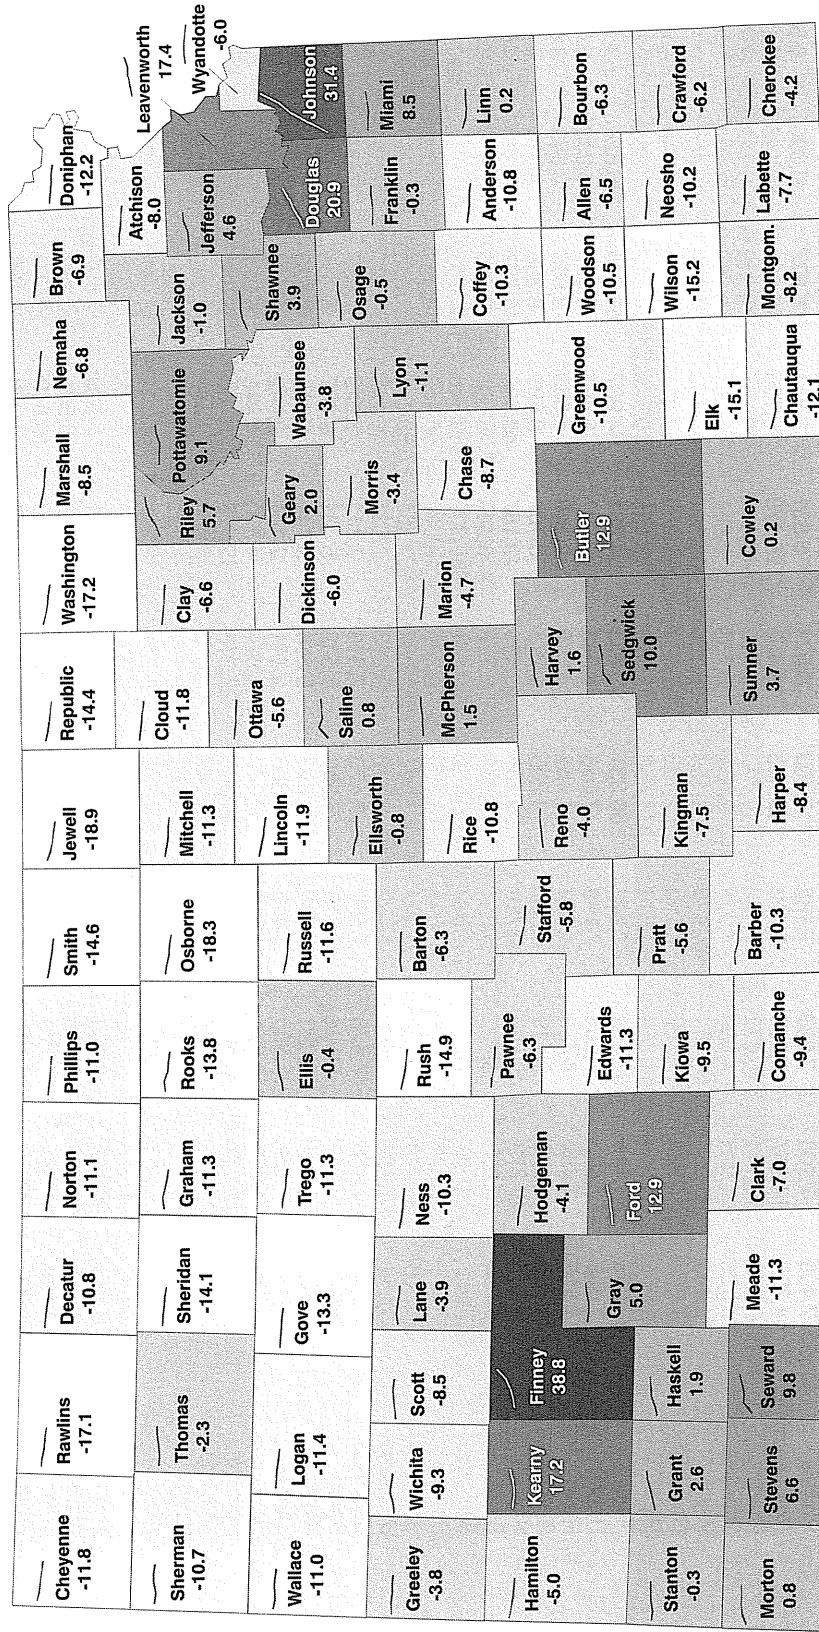 Cheyenne
-11.8
Rawlins
-17.1
Decatur
-10.8
Norton
-11.1
Phillips
-11.0
Smith
-14.6
Jewell
-18.9
Republic
-14.4
Washington
-17.2
Marshall
-8.5
Nemaha
-6.8
Brown
-6.9
Doniphan
-12.2
Sherman
-10.7
Thomas
-2.3
Sheridan
-14.1
Graham
-11.3
Rooks
-13.8
Osborne
-18.3
Mitchell
-11.3
Cloud
-11.8
Clay
-6.6
Riley
5.7
Pottawatomie
9.1
Jackson
-1.0
Atchison
-8.0
Jefferson
4.6
Leavenworth
17.4
Wyandotte
-6.0
Wallace
-11.0
Logan
-11.4
Gove
-13.3
Trego
-11.3
Ellis
-0.4
Russell
-11.6
Lincoln
-11.9
Ottawa
-5.6
Dickinson
-6.0
Geary
2.0
Wabaunsee
-3.8
Shawnee
3.9
Douglas
20.9
Johnson
31.4
Greeley
-3.8
Wichita
-9.3
Scott
-8.5
Lane
-3.9
Ness
-10.3
Rush
-14.9
Barton
-6.3
Ellsworth
-0.8
Saline
0.8
Morris
-3.4
Osage
-0.5
Franklin
-0.3
Miami
8.5
Rice
-10.8
McPherson
1.5
Marion
-4.7
Chase
-8.7
Lyon
-1.1
Coffey
-10.3
Anderson
-10.8
Linn
0.2
Hamilton
-5.0
Kearny
17.2
Finney
38.8
Hodgeman
-4.1
Pawnee
-6.3
Stafford
-5.8
Reno
-4.0
Harvey
1.6
Butler
12.9
Greenwood
-10.5
Woodson
-10.5
Allen
-6.5
Bourbon
-6.3
Gray
5.0
Ford
12.9
Edwards
-11.3
Pratt
-5.6
Kingman
-7.5
Sedgwick
10.0
Elk
-15.1
Wilson
-15.2
Neosho
-10.2
Crawford
-6.2
Stanton
-0.3
Grant
2.6
Haskell
1.9
Kiowa
-9.5
Morton
0.8
Stevens
6.6
Seward
9.8
Meade
-11.3
Clark
-7.0
Comanche
-9.4
Barber
-10.3
Harper
-8.4
Sumner
3.7
Cowley
0.2
Chautauqua
-12.1
Montgom.
-8.2
Labette
-7.7
Cherokee
-4.2